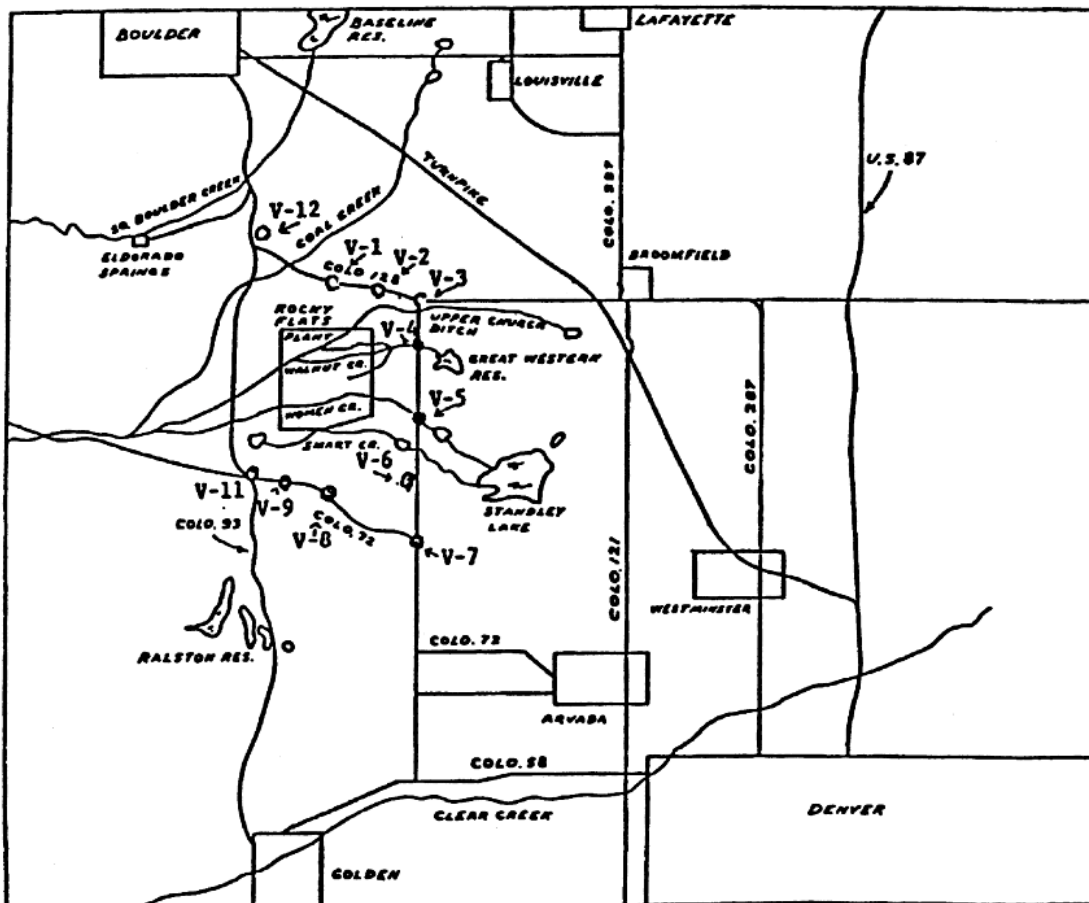 BOULDER
BASELINE
RES.
LAFAYETTE
LOUISVILLE
TURNPIKE
COLO. 287
U.S. 87
SO. BOULDER CREEK
COAL CREEK
V-12
ELDORADO
SPRINGS
V-1
COLO. 128
V-2
V-3
BROOMFIELD
ROCKY
FLATS
PLANT
V-4
UPPER CHURCH
DITCH
WALNUT CR.
GREAT WESTERN
RES.
WOMEN CR.
V-5
SMART CR.
V-6
COLO. 287
STANDLEY
LAKE
V-11
V-9
V-8
COLO. 72
V-7
COLO. 93
COLO. 121
WESTMINSTER
RALSTON RES.
COLO. 72
ARVADA
COLO. 58
CLEAR CREEK
DENVER
GOLDEN